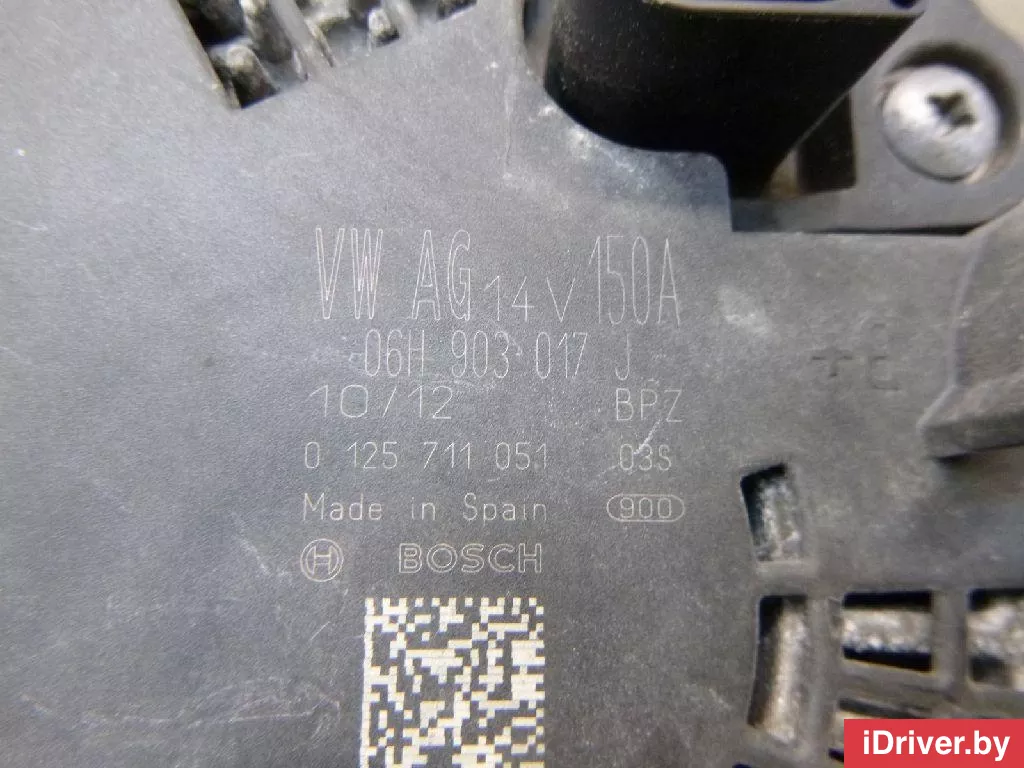 VW AG 14V 150A
06H 903 017 J
10/12 BPZ
0 125 711 051 03S
Made in Spain 900
H BOSCH
iDriver.by